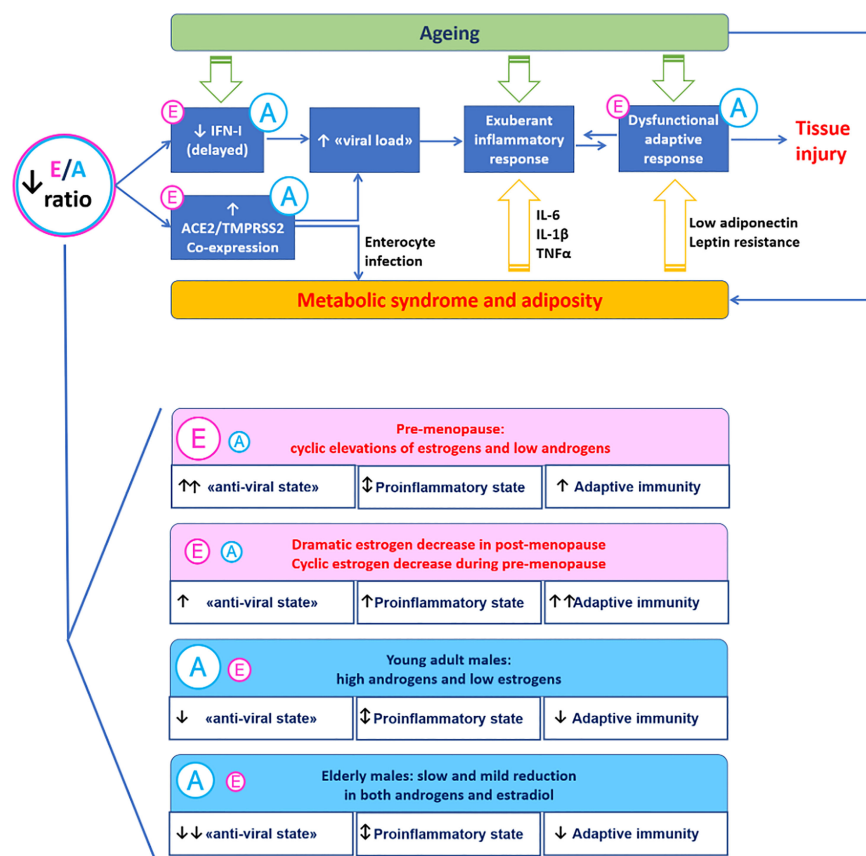 Ageing
E
A
↓ IFN-I
(delayed)
↑ «viral load»
Exuberant
inflammatory
response
E
A
Dysfunctional
adaptive
response
Tissue
injury
↓ E/A
ratio
E
A
↑
ACE2/TMPRSS2
Co-expression
Enterocyte
infection
IL-6
IL-1β
TNFα
Low adiponectin
Leptin resistance
Metabolic syndrome and adiposity
E A
Pre-menopause:
cyclic elevations of estrogens and low androgens
↑↑ «anti-viral state» ↕ Proinflammatory state ↑ Adaptive immunity
E A
Dramatic estrogen decrease in post-menopause
Cyclic estrogen decrease during pre-menopause
↑ «anti-viral state» ↑ Proinflammatory state ↑↑ Adaptive immunity
A E
Young adult males:
high androgens and low estrogens
↓ «anti-viral state» ↕ Proinflammatory state ↓ Adaptive immunity
A E
Elderly males: slow and mild reduction
in both androgens and estradiol
↓↓ «anti-viral state» ↕ Proinflammatory state ↓ Adaptive immunity